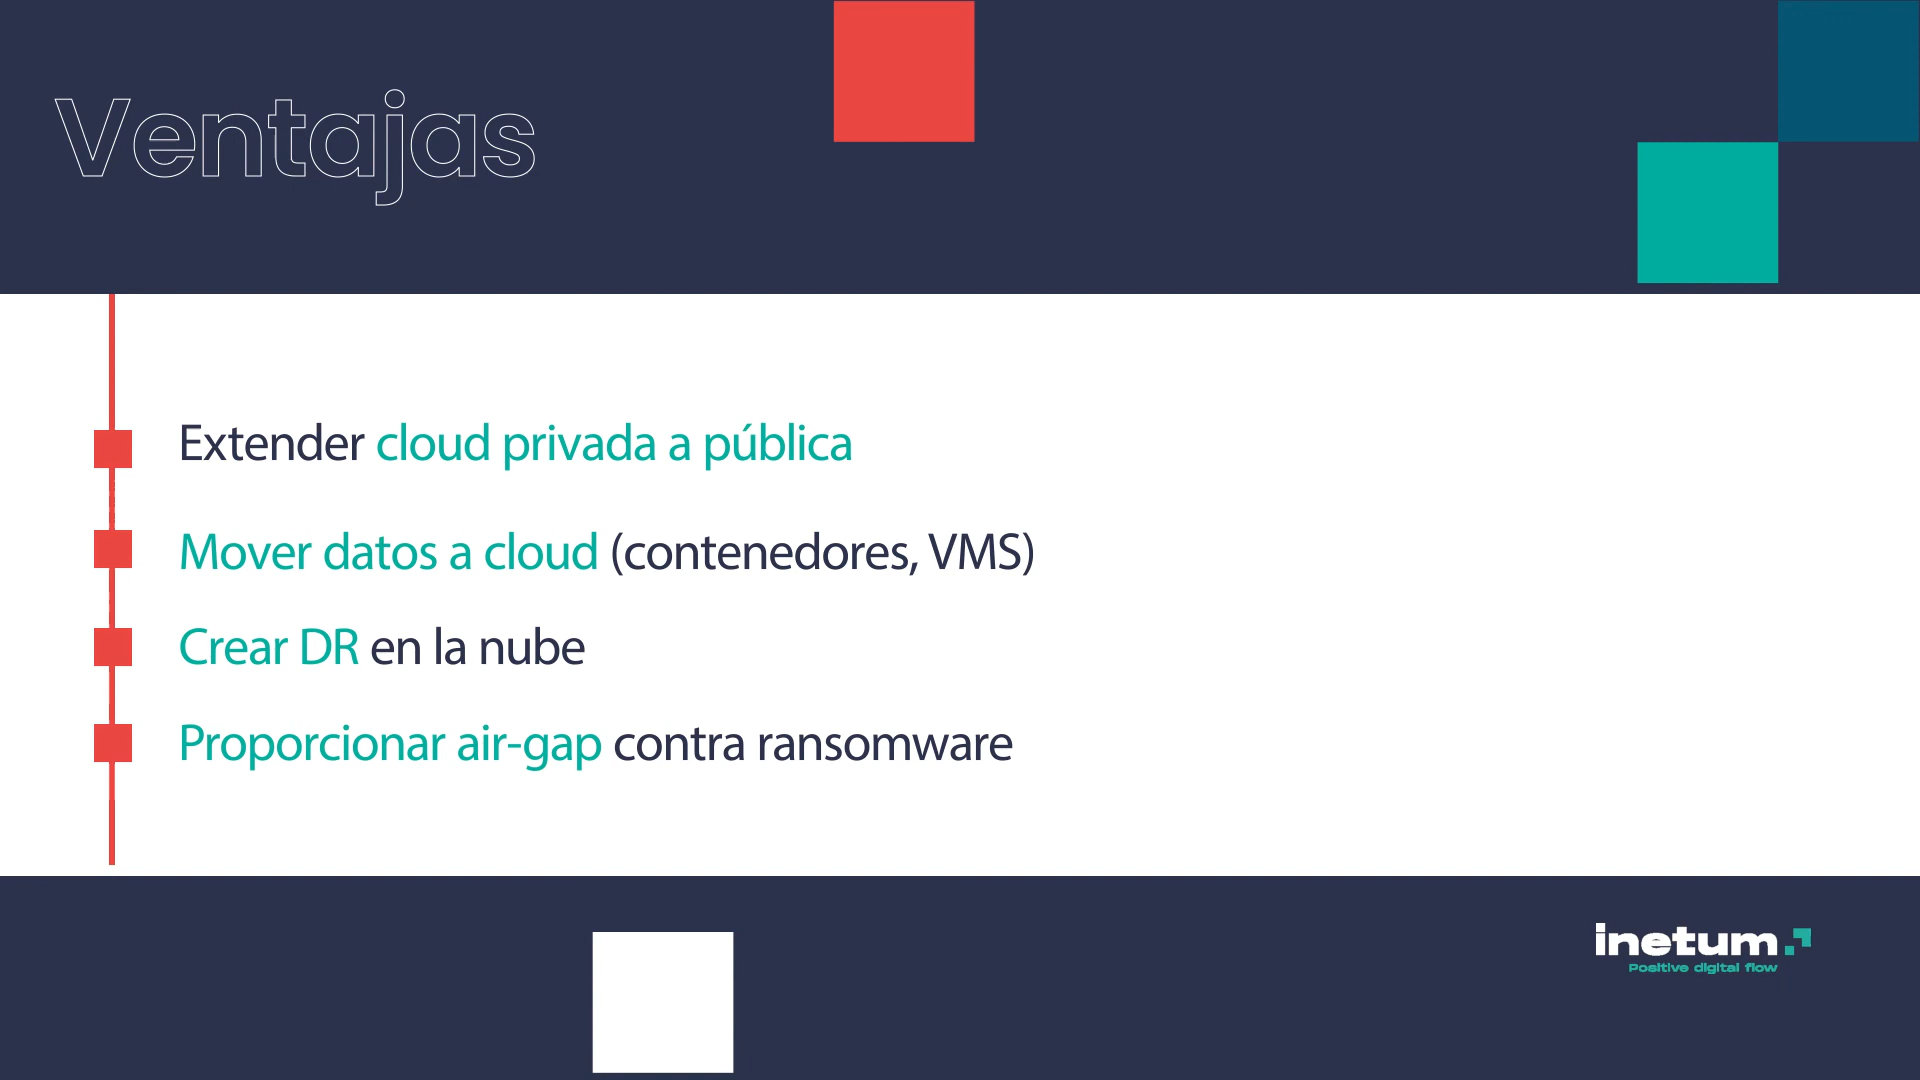 Ventajas
Extender cloud privada a pública
Mover datos a cloud (contenedores, VMS)
Crear DR en la nube
Proporcionar air-gap contra ransomware
inetum
Positive digital flow